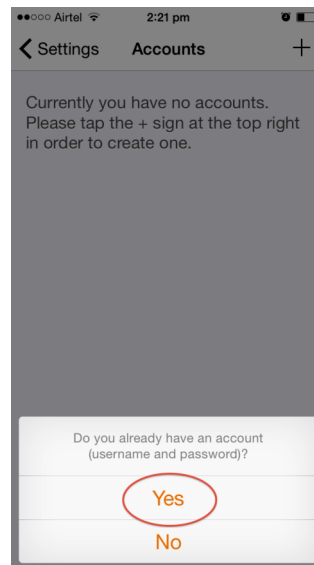 Airtel 2:21 pm
Settings Accounts +
Currently you have no accounts.
Please tap the + sign at the top right
in order to create one.
Do you already have an account
(username and password)?
Yes
No